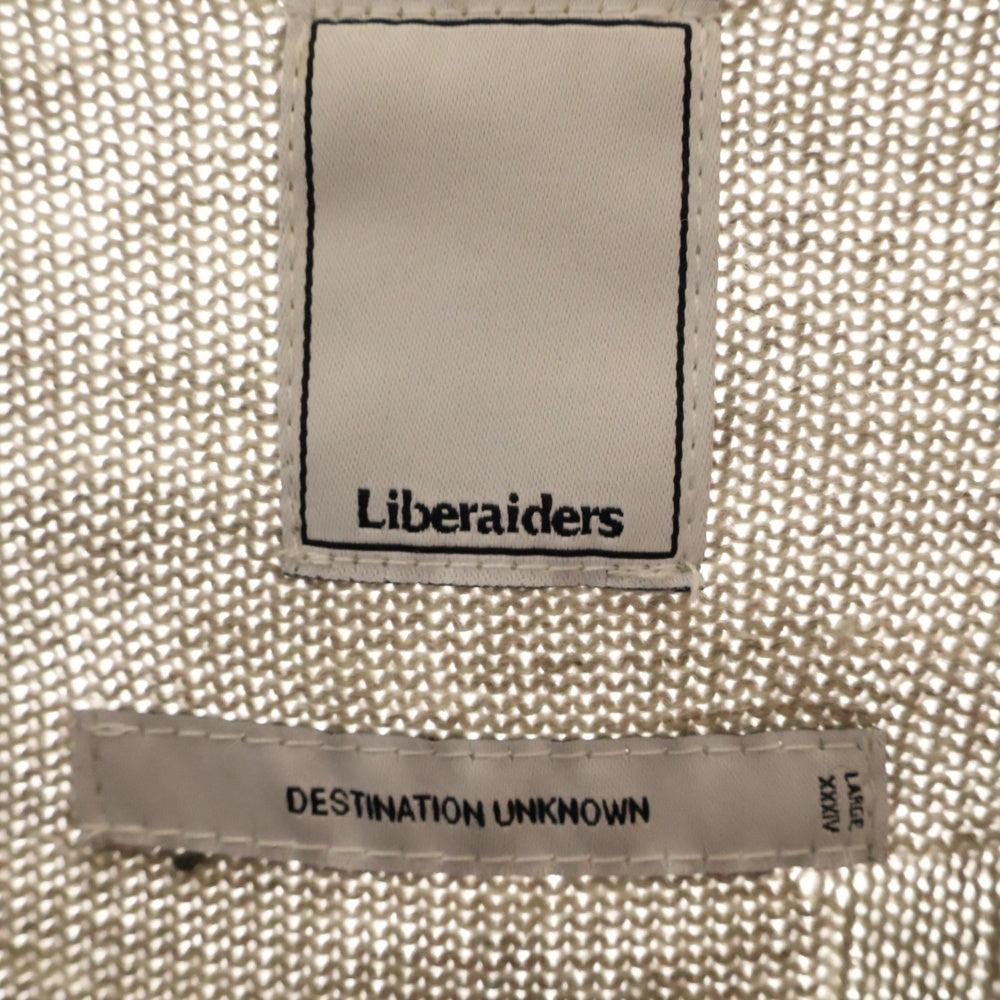 Liberaiders
DESTINATION UNKNOWN
LARGE
XXXIV